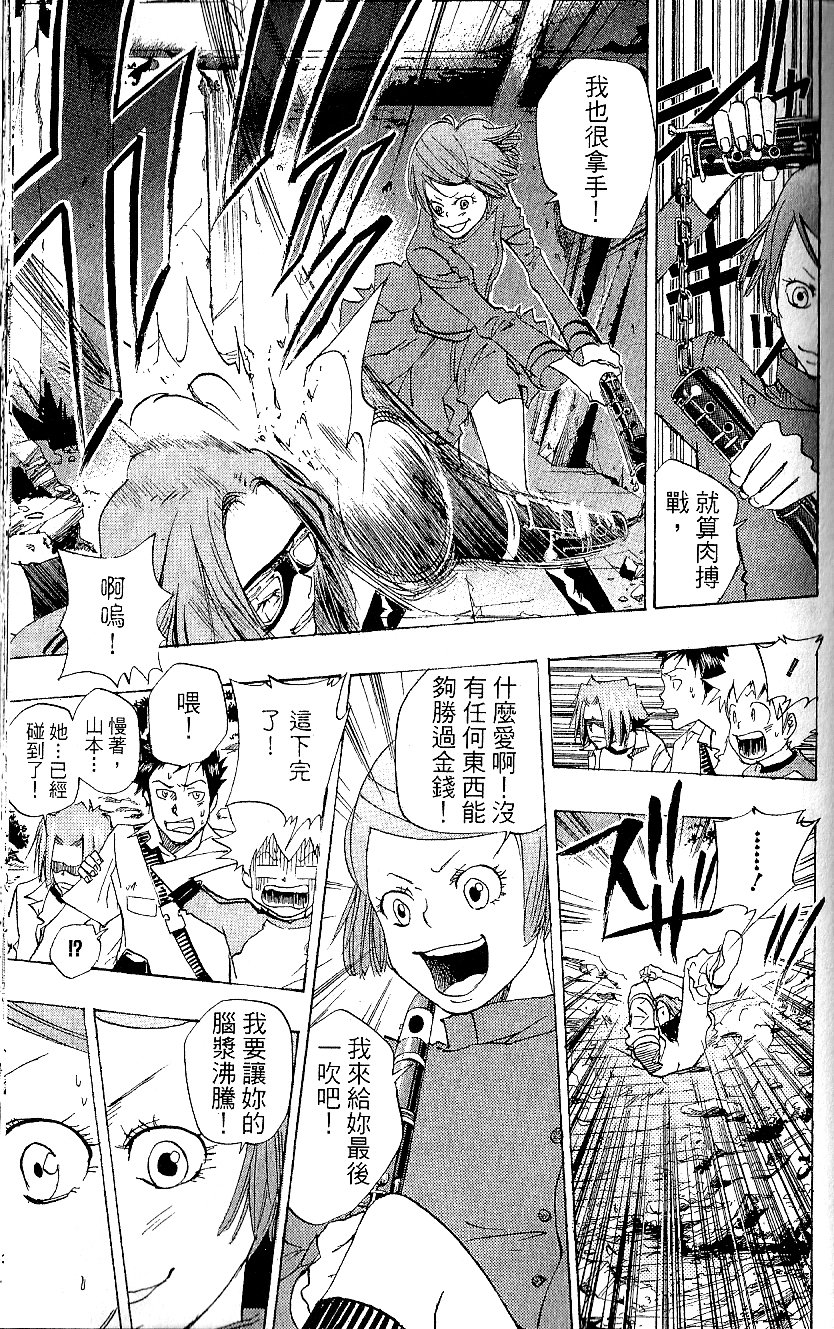 就算肉搏
戰，
我也很拿手！
啊嗚！
！
……！
什麼愛啊！沒
有任何東西能
夠勝過金錢！
我來給妳最後
一吹吧！
這下完
了！
喂！
慢著，
山本…
她…已經
碰到了！
!?
我要讓妳的
腦漿沸騰！